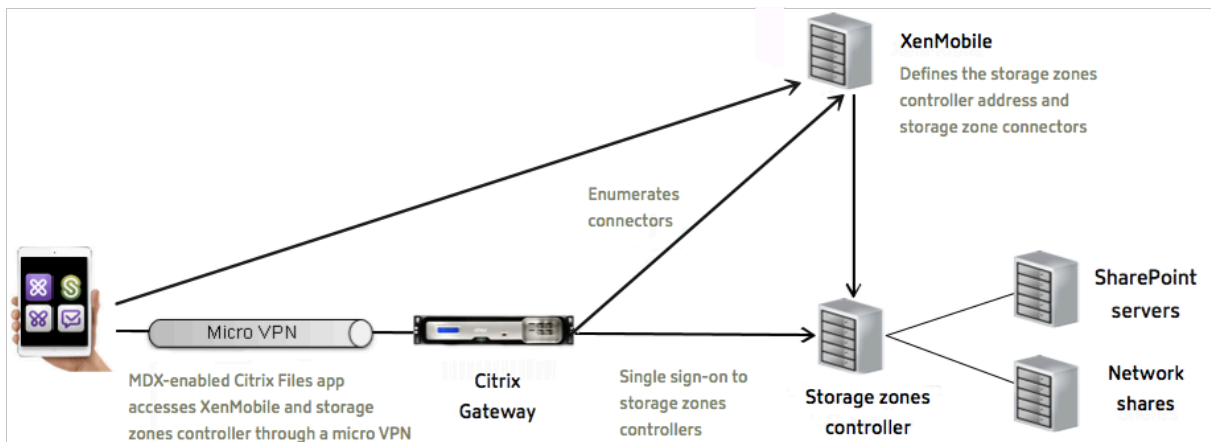 XenMobile
Defines the storage zones
controller address and
storage zone connectors
Enumerates
connectors
Micro VPN
MDX-enabled Citrix Files app
accesses XenMobile and storage
zones controller through a micro VPN
Citrix
Gateway
Single sign-on to
storage zones
controllers
Storage zones
controller
SharePoint
servers
Network
shares